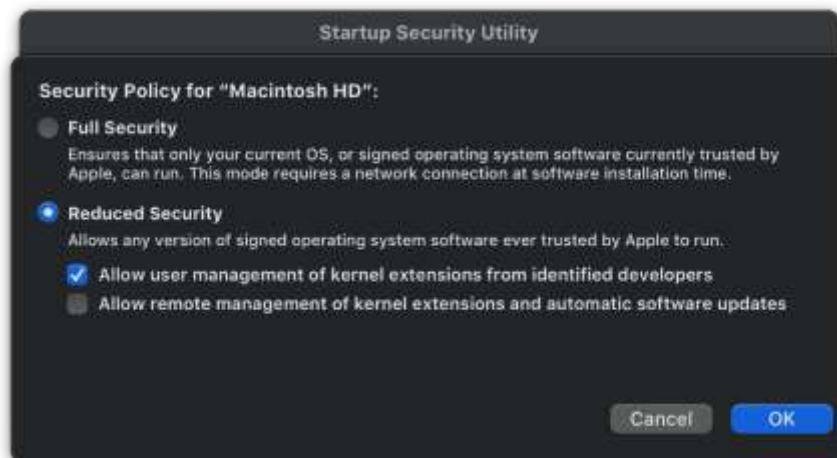 Startup Security Utility
Security Policy for “Macintosh HD”:
Full Security
Ensures that only your current OS, or signed operating system software currently trusted by
Apple, can run. This mode requires a network connection at software installation time.
Reduced Security
Allows any version of signed operating system software ever trusted by Apple to run.
Allow user management of kernel extensions from identified developers
Allow remote management of kernel extensions and automatic software updates
Cancel OK